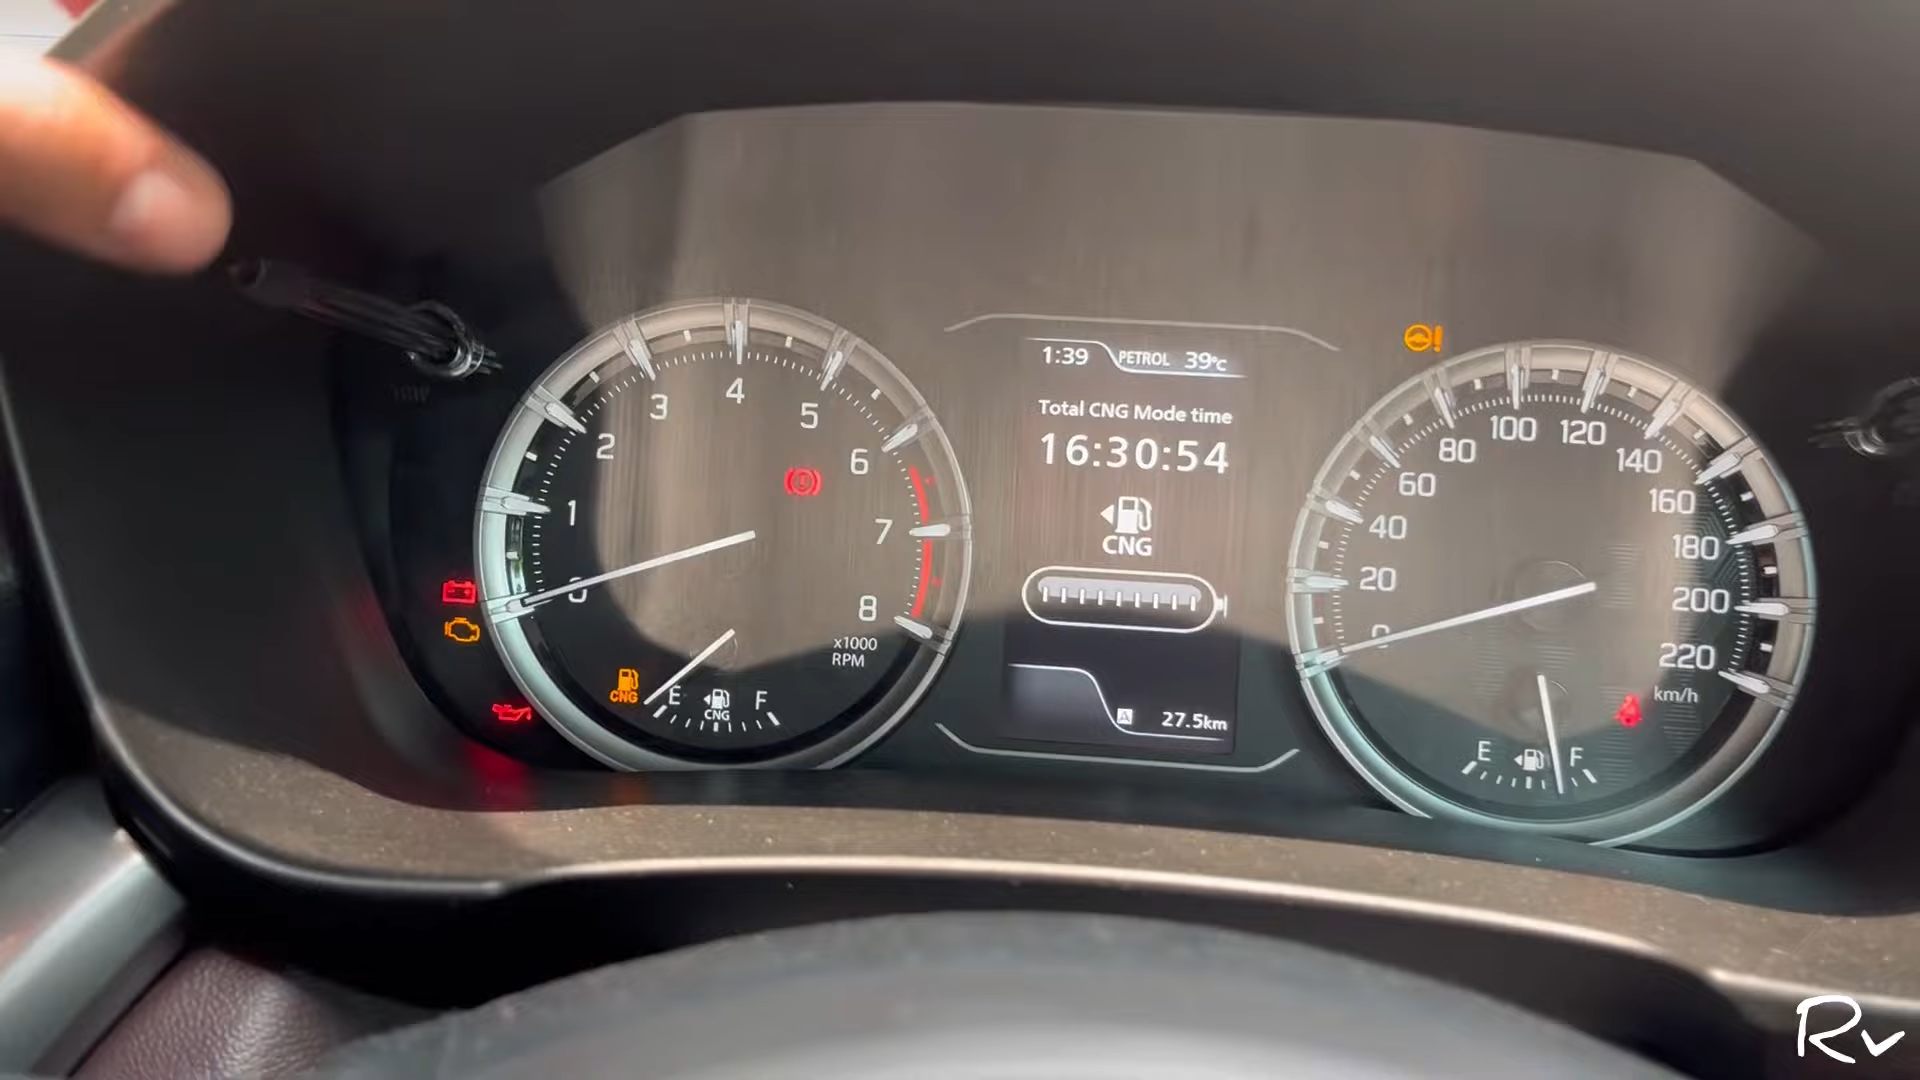 1:39 PETROL 39°C
Total CNG Mode time
16:30:54
CNG
A 27.5km
0 1 2 3 4 5 6 7 8
x1000
RPM
CNG
E CNG F
0 20 40 60 80 100 120 140 160 180 200 220
km/h
E F
Rv